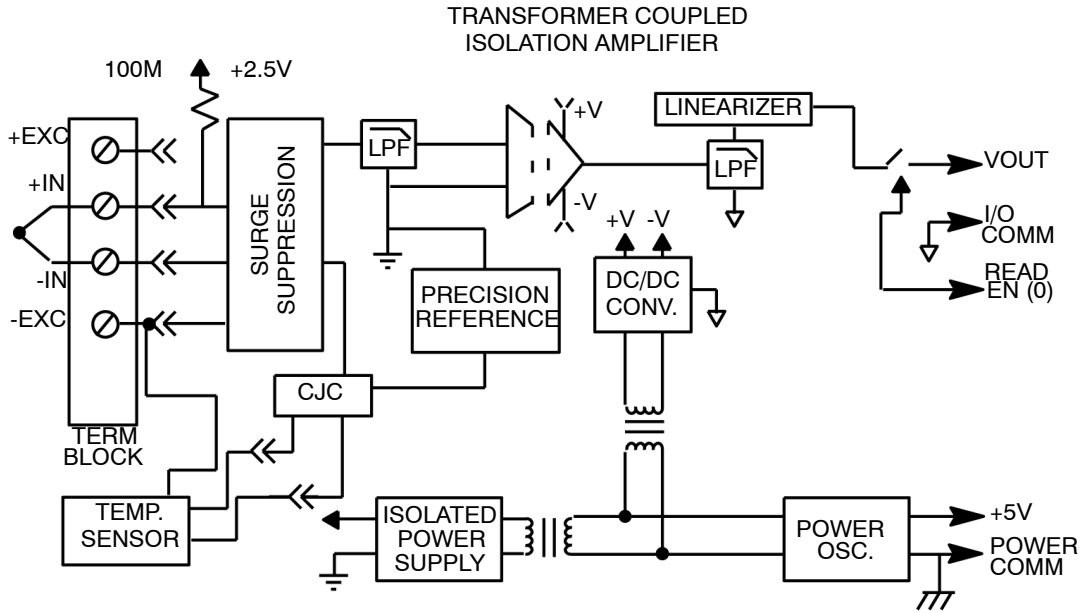 TRANSFORMER COUPLED
ISOLATION AMPLIFIER
100M
+2.5V
+EXC
+IN
-IN
-EXC
TERM
BLOCK
SURGE
SUPPRESSION
LPF
+V
-V
LINEARIZER
LPF
VOUT
I/O
COMM
READ
EN (0)
+V
-V
DC/DC
CONV.
PRECISION
REFERENCE
CJC
TEMP.
SENSOR
ISOLATED
POWER
SUPPLY
POWER
OSC.
+5V
POWER
COMM